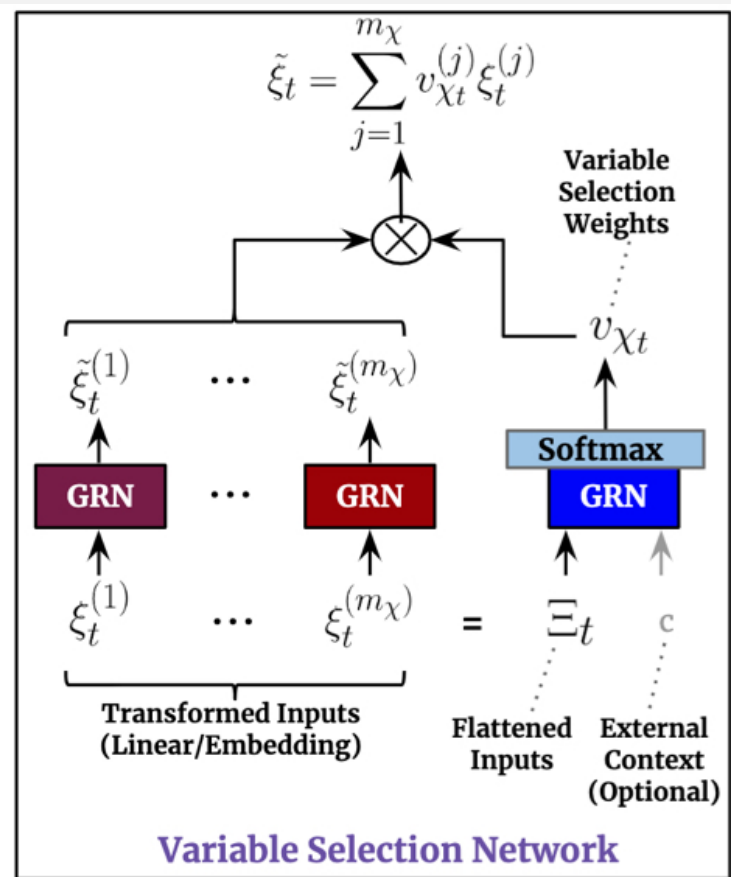 ξ̃_t = ∑_{j=1}^{m_χ} v_{χ_t}^{(j)} ξ_t^{(j)}
Variable
Selection
Weights
v_{χ_t}
ξ̃_t^{(1)} ... ξ̃_t^{(m_χ)}
Softmax
GRN ... GRN GRN
ξ_t^{(1)} ... ξ_t^{(m_χ)} = Ξ_t c
Transformed Inputs
(Linear/Embedding)
Flattened
Inputs
External
Context
(Optional)
Variable Selection Network